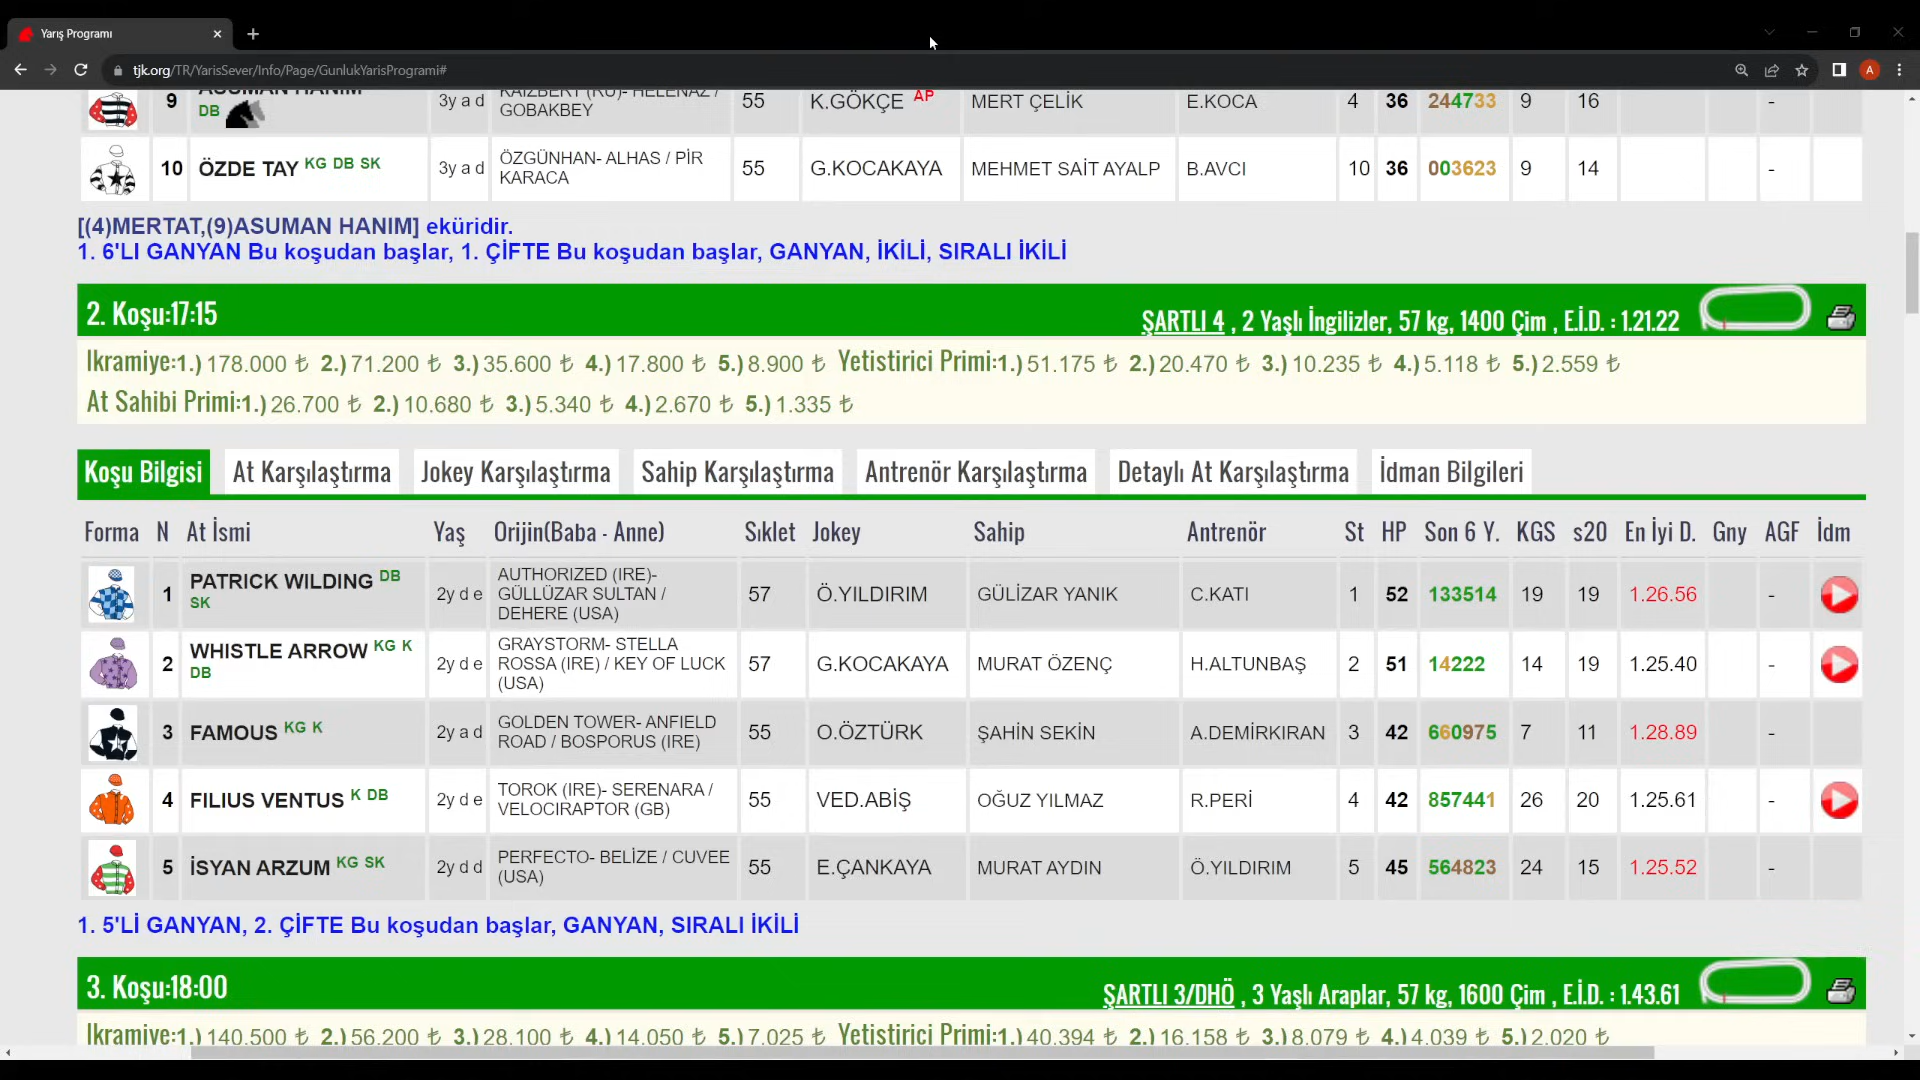 Yarış Programı
tjk.org/TR/YarisSever/Info/Page/GunlukYarisProgrami#
A
9 ASUMAN HANIM DB 3y a d KAIZBERT (RU)- HELENAZ / GOBAKBEY 55 K.GÖKÇE AP MERT ÇELİK E.KOCA 4 36 244733 9 16 -
10 ÖZDE TAY KG DB SK 3y a d ÖZGÜNHAN- ALHAS / PİR KARACA 55 G.KOCAKAYA MEHMET SAİT AYALP B.AVCI 10 36 003623 9 14 -
[(4)MERTAT,(9)ASUMAN HANIM] eküridir.
1. 6'LI GANYAN Bu koşudan başlar, 1. ÇİFTE Bu koşudan başlar, GANYAN, İKİLİ, SIRALI İKİLİ
2. Koşu:17:15 ŞARTLI 4 , 2 Yaşlı İngilizler, 57 kg, 1400 Çim , E.İ.D. : 1.21.22
Ikramiye:1.) 178.000 ₺ 2.) 71.200 ₺ 3.) 35.600 ₺ 4.) 17.800 ₺ 5.) 8.900 ₺ Yetistirici Primi:1.) 51.175 ₺ 2.) 20.470 ₺ 3.) 10.235 ₺ 4.) 5.118 ₺ 5.) 2.559 ₺
At Sahibi Primi:1.) 26.700 ₺ 2.) 10.680 ₺ 3.) 5.340 ₺ 4.) 2.670 ₺ 5.) 1.335 ₺
Koşu Bilgisi At Karşılaştırma Jokey Karşılaştırma Sahip Karşılaştırma Antrenör Karşılaştırma Detaylı At Karşılaştırma İdman Bilgileri
Forma N At İsmi Yaş Orijin(Baba - Anne) Sıklet Jokey Sahip Antrenör St HP Son 6 Y. KGS s20 En İyi D. Gny AGF İdm
1 PATRICK WILDING DB SK 2y d e AUTHORIZED (IRE)- GÜLLÜZAR SULTAN / DEHERE (USA) 57 Ö.YILDIRIM GÜLİZAR YANIK C.KATI 1 52 133514 19 19 1.26.56 -
2 WHISTLE ARROW KG K DB 2y d e GRAYSTORM- STELLA ROSSA (IRE) / KEY OF LUCK (USA) 57 G.KOCAKAYA MURAT ÖZENÇ H.ALTUNBAŞ 2 51 14222 14 19 1.25.40 -
3 FAMOUS KG K 2y a d GOLDEN TOWER- ANFIELD ROAD / BOSPORUS (IRE) 55 O.ÖZTÜRK ŞAHİN SEKİN A.DEMİRKIRAN 3 42 660975 7 11 1.28.89 -
4 FILIUS VENTUS K DB 2y d e TOROK (IRE)- SERENARA / VELOCIRAPTOR (GB) 55 VED.ABİŞ OĞUZ YILMAZ R.PERİ 4 42 857441 26 20 1.25.61 -
5 İSYAN ARZUM KG SK 2y d d PERFECTO- BELİZE / CUVEE (USA) 55 E.ÇANKAYA MURAT AYDIN Ö.YILDIRIM 5 45 564823 24 15 1.25.52 -
1. 5'Lİ GANYAN, 2. ÇİFTE Bu koşudan başlar, GANYAN, SIRALI İKİLİ
3. Koşu:18:00 ŞARTLI 3/DHÖ , 3 Yaşlı Araplar, 57 kg, 1600 Çim , E.İ.D. : 1.43.61
Ikramiye:1.) 140.500 ₺ 2.) 56.200 ₺ 3.) 28.100 ₺ 4.) 14.050 ₺ 5.) 7.025 ₺ Yetistirici Primi:1.) 40.394 ₺ 2.) 16.158 ₺ 3.) 8.079 ₺ 4.) 4.039 ₺ 5.) 2.020 ₺